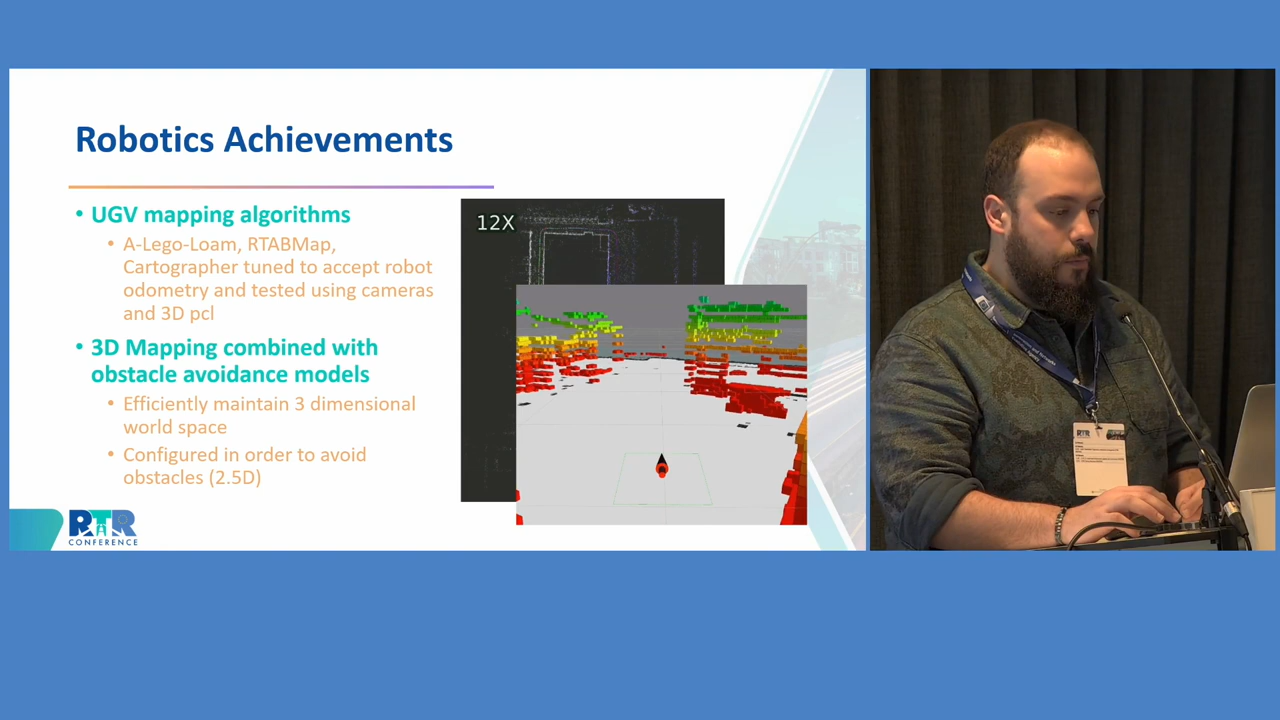 Robotics Achievements
• UGV mapping algorithms
• A-Lego-Loam, RTABMap,
Cartographer tuned to accept robot
odometry and tested using cameras
and 3D pcl
• 3D Mapping combined with
obstacle avoidance models
• Efficiently maintain 3 dimensional
world space
• Configured in order to avoid
obstacles (2.5D)
12X
RTR
CONFERENCE
RTR